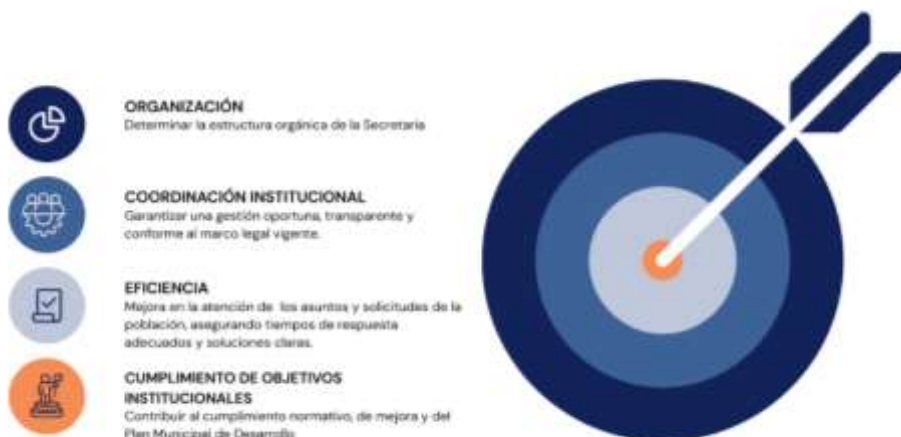 ORGANIZACIÓN
Determinar la estructura orgánica de la Secretaria
COORDINACIÓN INSTITUCIONAL
Garantizar una gestión oportuna, transparente y
conforme al marco legal vigente.
EFICIENCIA
Mejora en la atención de los asuntos y solicitudes de la
población, asegurando tiempos de respuesta
adecuados y soluciones claras.
CUMPLIMIENTO DE OBJETIVOS
INSTITUCIONALES
Contribuir al cumplimiento normativo, de mejora y del
Plan Municipal de Desarrollo